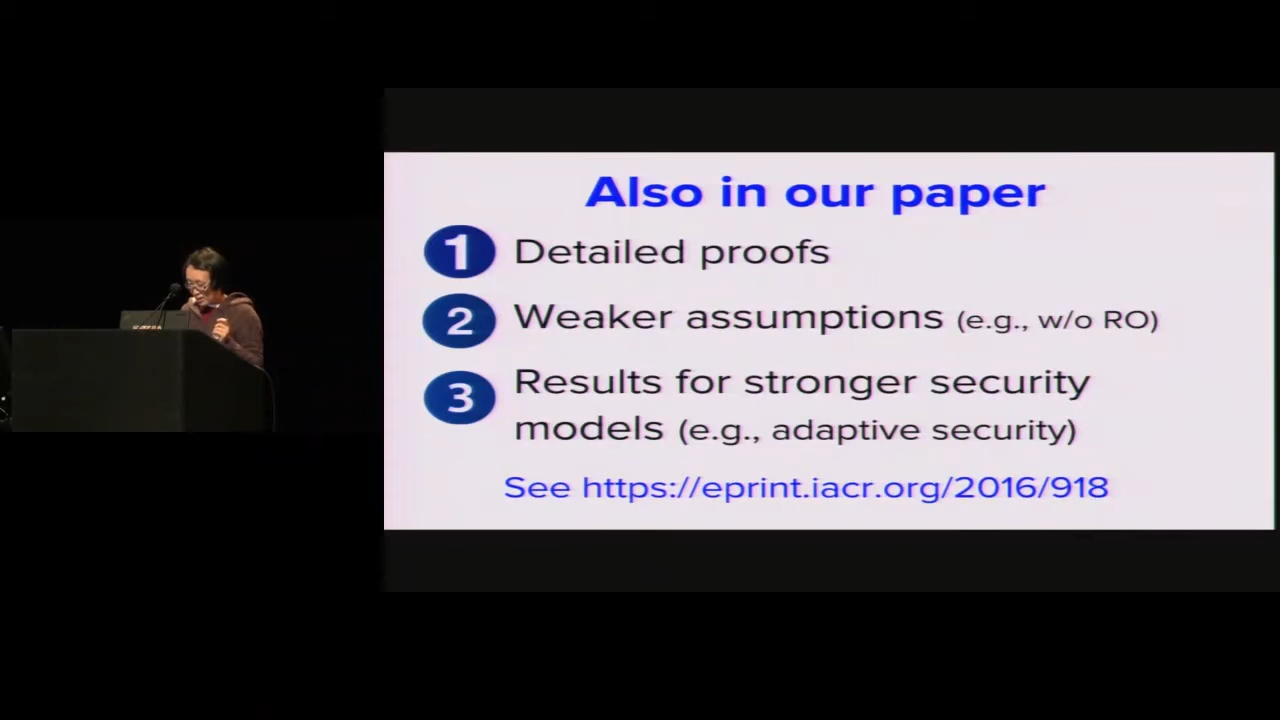 Also in our paper
1 Detailed proofs
2 Weaker assumptions (e.g., w/o RO)
3 Results for stronger security
models (e.g., adaptive security)
See https://eprint.iacr.org/2016/918